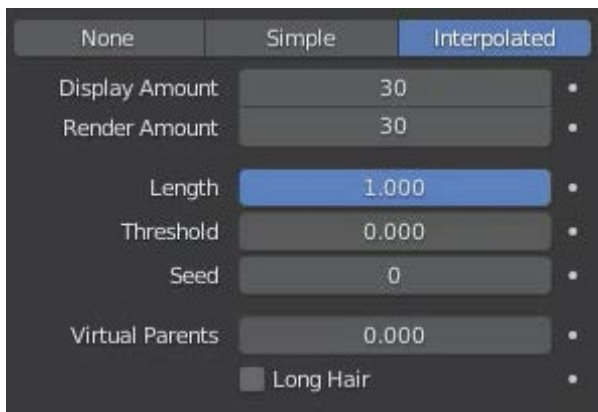 None Simple Interpolated
Display Amount 30
Render Amount 30
Length 1.000
Threshold 0.000
Seed 0
Virtual Parents 0.000
Long Hair